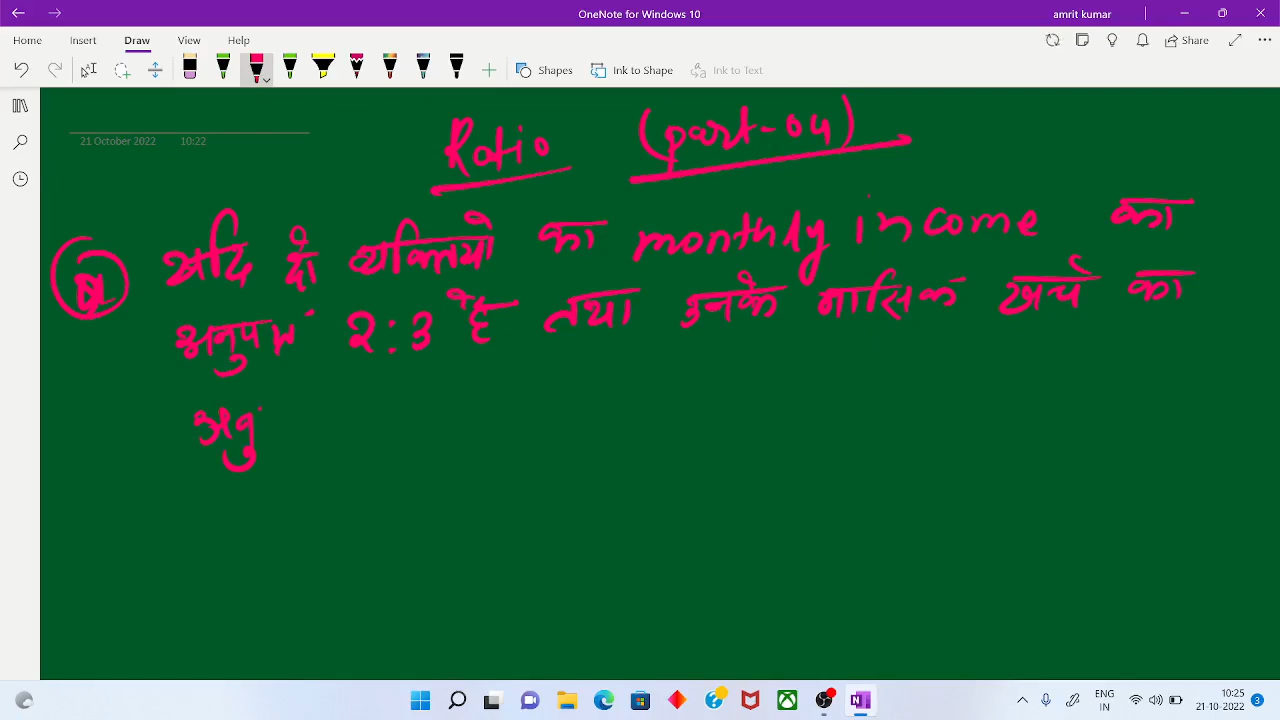 OneNote for Windows 10
amrit kumar
Home Insert Draw View Help
Share
Shapes Ink to Shape Ink to Text
21 October 2022 10:22
Ratio (part-04)
यदि दो व्यक्तियो का monthly income का
अनुपात 2:3 है तथा उनके मासिक खर्च का
अनु
ENG
IN
10:25
21-10-2022
3